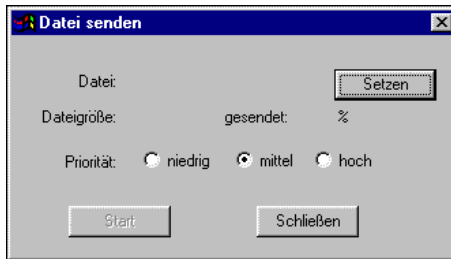 Datei senden
Datei: Setzen
Dateigröße: gesendet: %
Priorität: niedrig mittel hoch
Start Schließen